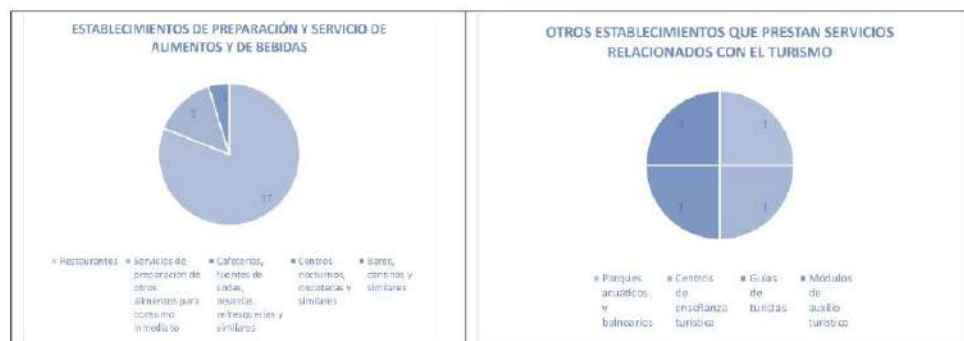 ESTABLECIMIENTOS DE PREPARACIÓN Y SERVICIO DE
ALIMENTOS Y DE BEBIDAS
1
3
17
Restaurantes
Servicios de
preparación de
otros
alimentos para
consumo
inmediato
Cafeterías,
fuentes de
sodas,
neverías,
refresquerías y
similares
Centros
nocturnos,
discotecas y
similares
Bares,
cantinas y
similares
OTROS ESTABLECIMIENTOS QUE PRESTAN SERVICIOS
RELACIONADOS CON EL TURISMO
1
1
1
1
Parques
acuáticos
y
balnearios
Centros
de
enseñanza
turística
Guías
de
turistas
Módulos
de
auxilio
turístico